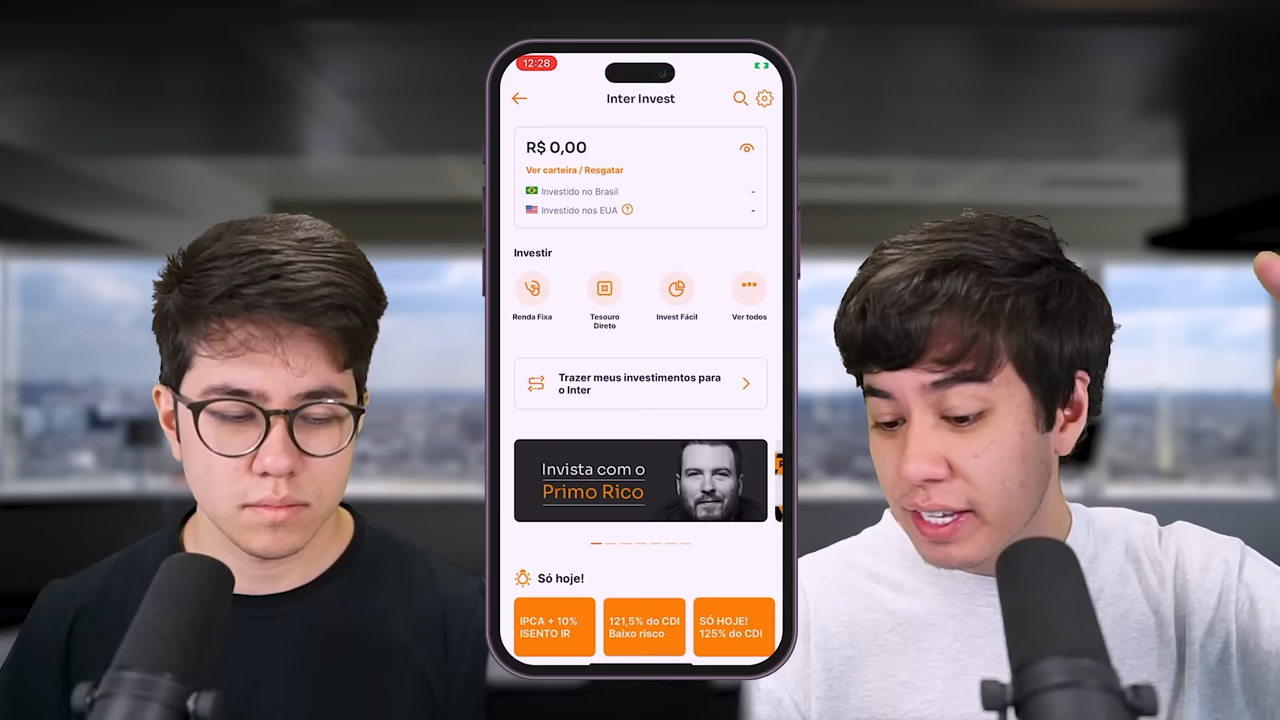 12:28
Inter Invest
R$ 0,00
Ver carteira / Resgatar
Investido no Brasil -
Investido nos EUA ? -
Investir
Renda Fixa
Tesouro
Direto
Invest Fácil
Ver todos
Trazer meus investimentos para
o Inter
Invista com o
Primo Rico
Só hoje!
IPCA + 10%
ISENTO IR
121,5% do CDI
Baixo risco
SÓ HOJE!
125% do CDI